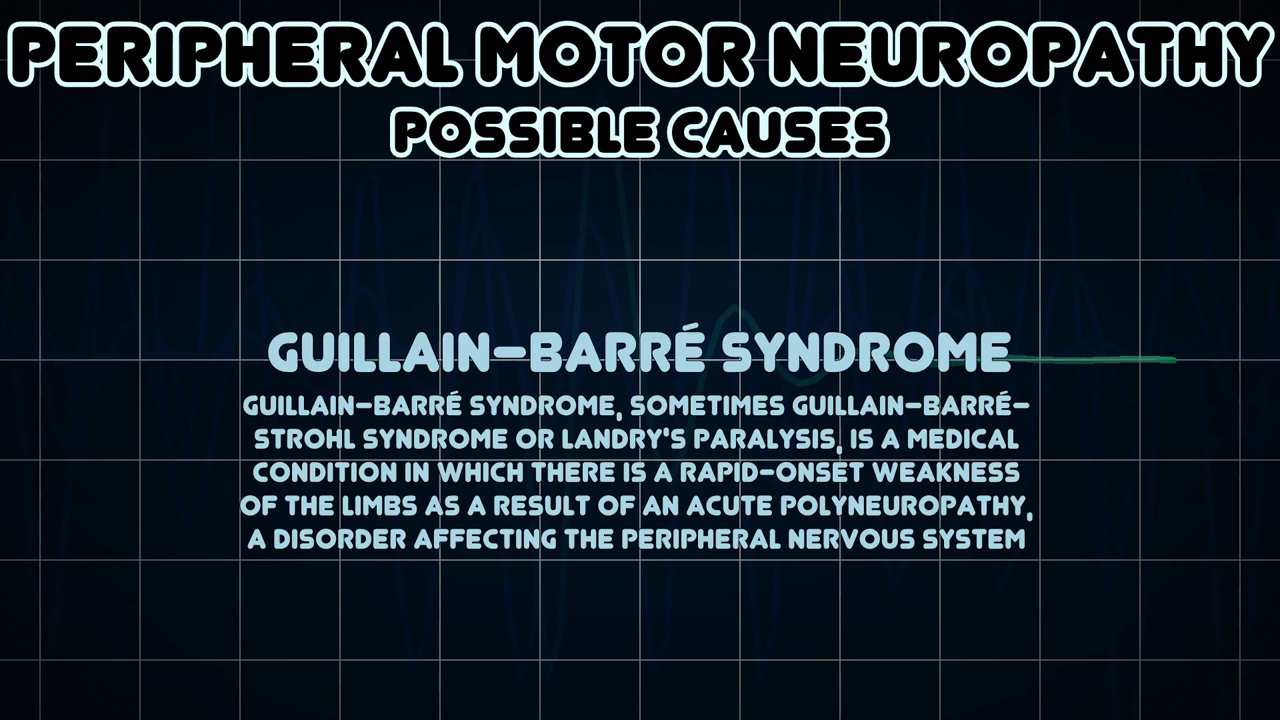 PERIPHERAL MOTOR NEUROPATHY
POSSIBLE CAUSES
GUILLAIN-BARRÉ SYNDROME
GUILLAIN-BARRÉ SYNDROME, SOMETIMES GUILLAIN-BARRÉ-
STROHL SYNDROME OR LANDRY'S PARALYSIS, IS A MEDICAL
CONDITION IN WHICH THERE IS A RAPID-ONSET WEAKNESS
OF THE LIMBS AS A RESULT OF AN ACUTE POLYNEUROPATHY,
A DISORDER AFFECTING THE PERIPHERAL NERVOUS SYSTEM